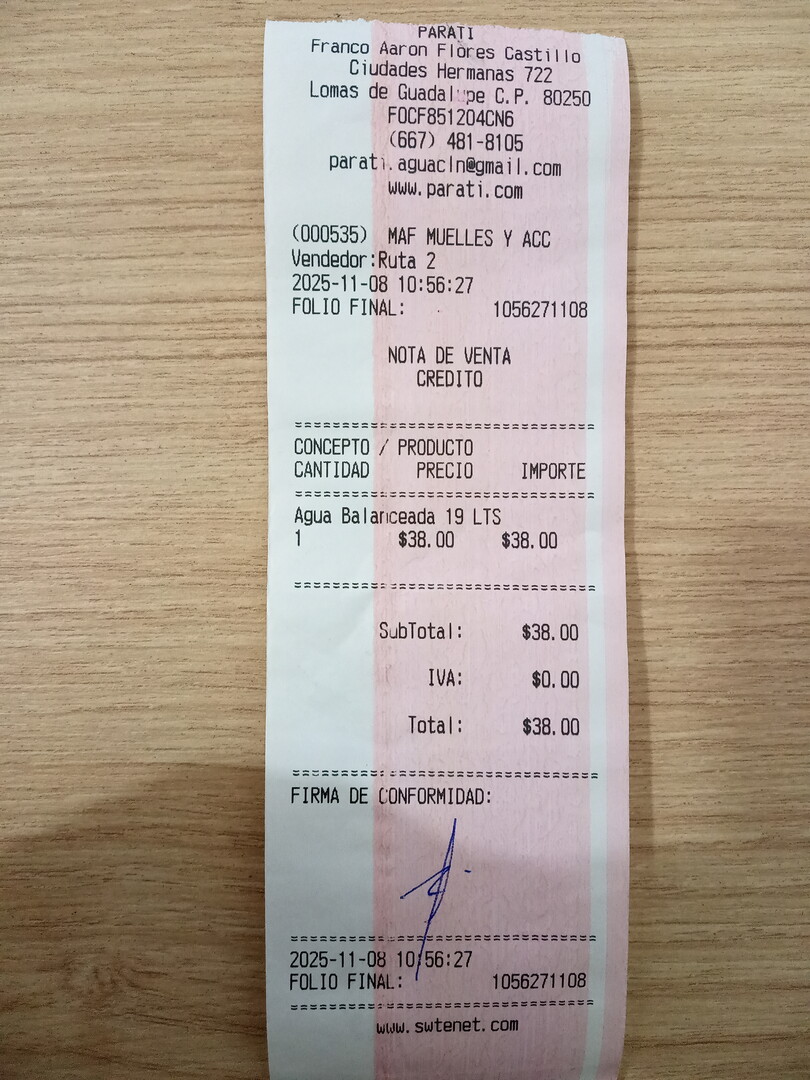 PARATI
Franco Aaron Flores Castillo
Ciudades Hermanas 722
Lomas de Guadalupe C.P. 80250
FOCF851204CN6
(667) 481-8105
parati.aguacln@gmail.com
www.parati.com
(000535) MAF MUELLES Y ACC
Vendedor:Ruta 2
2025-11-08 10:56:27
FOLIO FINAL: 1056271108
NOTA DE VENTA
CREDITO
CONCEPTO / PRODUCTO
CANTIDAD PRECIO IMPORTE
Agua Balanceada 19 LTS
1 $38.00 $38.00
SubTotal: $38.00
IVA: $0.00
Total: $38.00
FIRMA DE CONFORMIDAD:
2025-11-08 10:56:27
FOLIO FINAL: 1056271108
www.swtenet.com